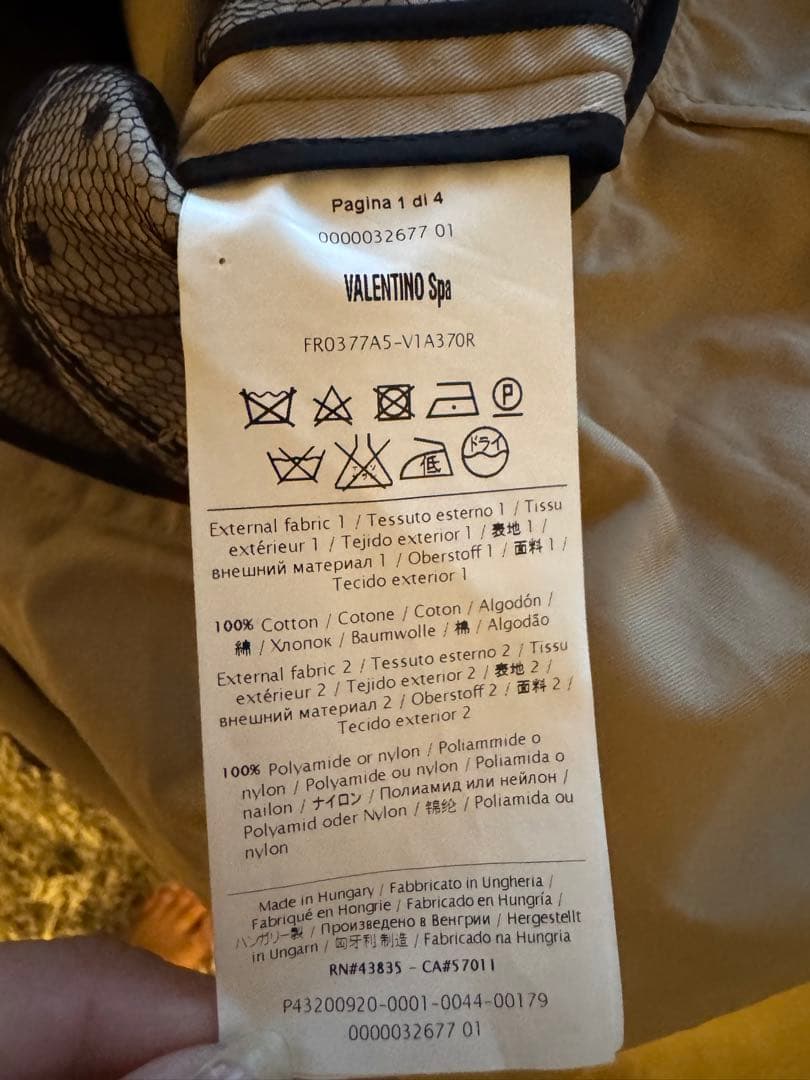 Pagina 1 di 4
0000032677 01
VALENTINO Spa
FR0377A5-V1A370R
P
低 ドライ
External fabric 1 / Tessuto esterno 1 / Tissu
extérieur 1 / Tejido exterior 1 / 表地 1 /
внешний материал 1 / Oberstoff 1 / 面料 1 /
Tecido exterior 1
100% Cotton / Cotone / Coton / Algodón /
綿 / Хлопок / Baumwolle / 棉 / Algodão
External fabric 2 / Tessuto esterno 2 / Tissu
extérieur 2 / Tejido exterior 2 / 表地 2 /
внешний материал 2 / Oberstoff 2 / 面料 2 /
Tecido exterior 2
100% Polyamide or nylon / Poliammide o
nylon / Polyamide ou nylon / Poliamida o
nailon / ナイロン / Полиамид или нейлон /
Polyamid oder Nylon / 锦纶 / Poliamida ou
nylon
Made in Hungary / Fabbricato in Ungheria /
Fabriqué en Hongrie / Fabricado en Hungría /
ハンガリー製 / Произведено в Венгрии / Hergestellt
in Ungarn / 匈牙利制造 / Fabricado na Hungria
RN#43835 - CA#57011
P43200920-0001-0044-00179
0000032677 01